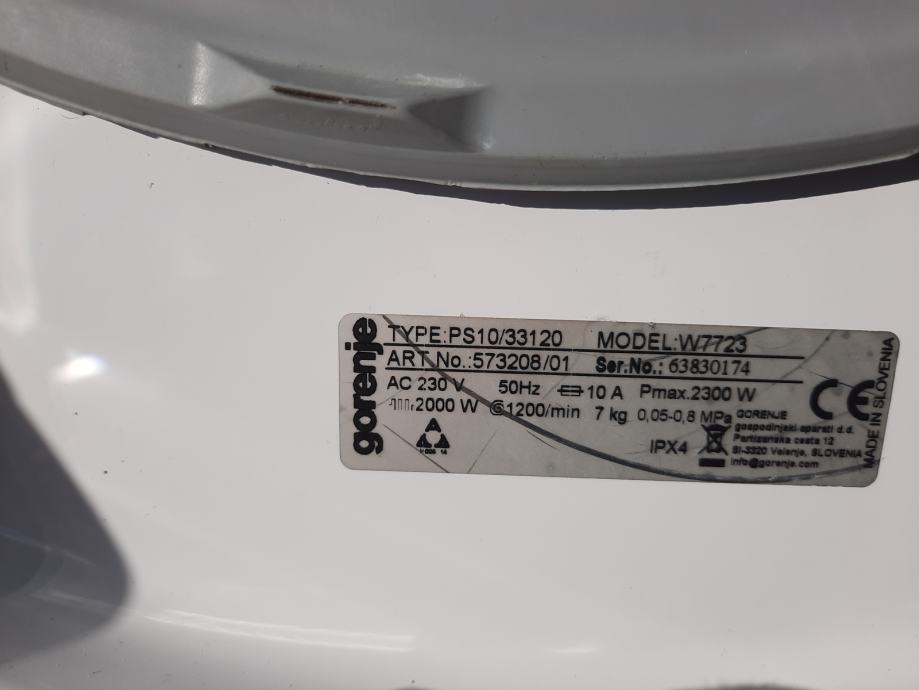 gorenje
TYPE:PS10/33120 MODEL:W7723
ART.No.:573208/01 Ser.No.: 63830174
AC 230 V 50Hz 10 A Pmax.2300 W
2000 W 1200/min 7 kg 0,05-0,8 MPa
IPX4
GORENJE
gospodinjski aparati d.d.
Partizanska cesta 12
SI-3320 Velenje, SLOVENIA
info@gorenje.com
CE
MADE IN SLOVENIA